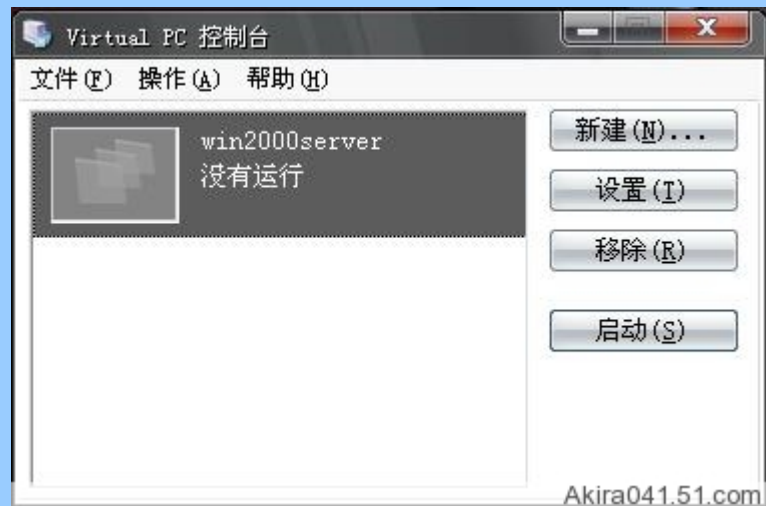 Virtual PC 控制台
文件(F) 操作(A) 帮助(H)
win2000server
没有运行
新建(N)...
设置(T)
移除(R)
启动(S)
Akira041.51.com